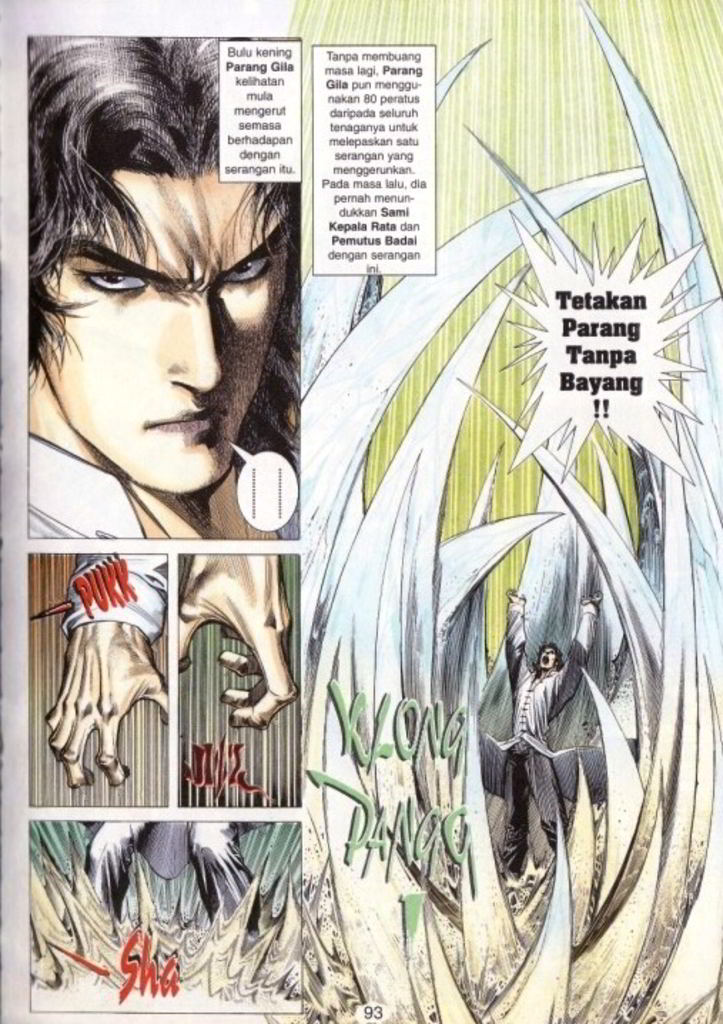 Bulu kening
Parang Gila
kelihatan
mula
mengerut
semasa
berhadapan
dengan
serangan itu.
Tanpa membuang
masa lagi, Parang
Gila pun menggu-
nakan 80 peratus
daripada seluruh
tenaganya untuk
melepaskan satu
serangan yang
menggerunkan.
Pada masa lalu, dia
pernah menun-
dukkan Sami
Kepala Rata dan
Pemutus Badai
dengan serangan
ini.
Tetakan
Parang
Tanpa
Bayang
!!
PUKK
KLONG
PANGG
!
Sha
93